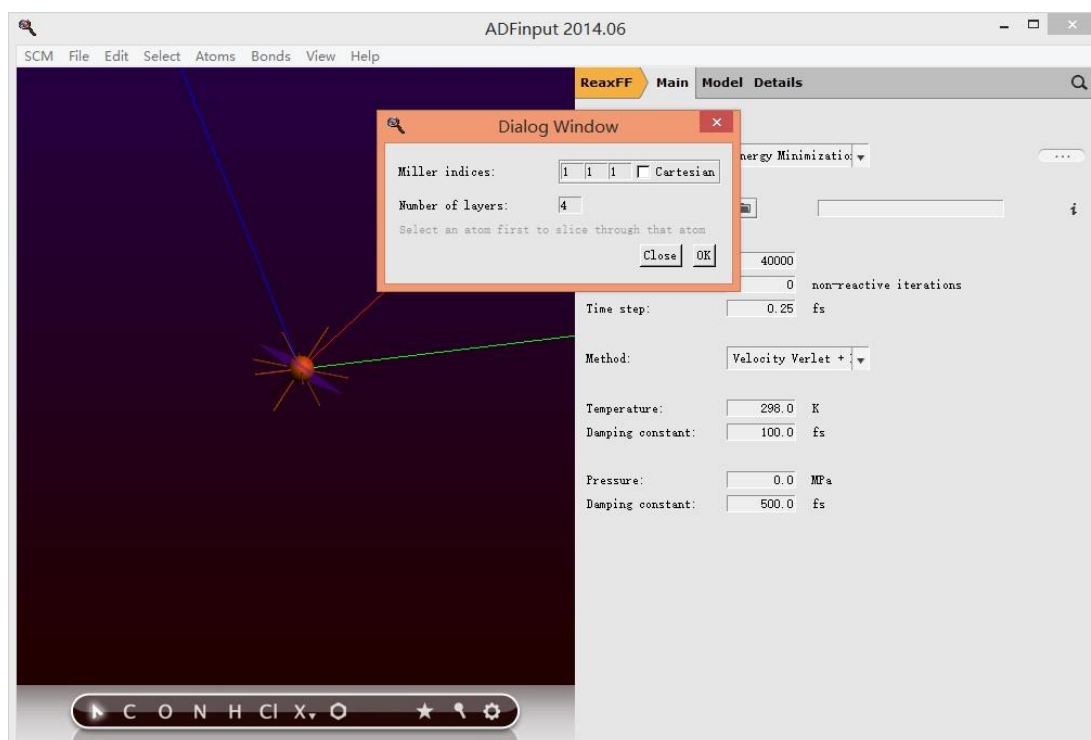 ADFinput 2014.06
SCM File Edit Select Atoms Bonds View Help
ReaxFF Main Model Details
Dialog Window
Miller indices: 1 1 1 Cartesian
Number of layers: 4
Select an atom first to slice through that atom
Close OK
nergy Minimizatio
...
i
40000
0 non-reactive iterations
Time step: 0.25 fs
Method: Velocity Verlet +
Temperature: 298.0 K
Damping constant: 100.0 fs
Pressure: 0.0 MPa
Damping constant: 500.0 fs
C O N H Cl X